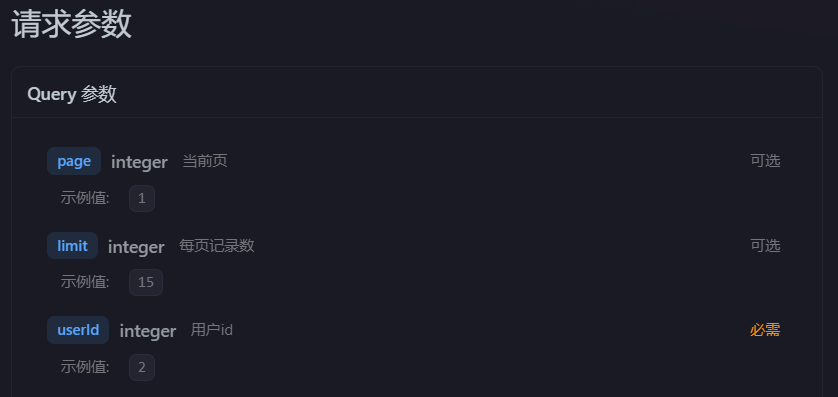 请求参数
Query 参数
page integer 当前页 可选
示例值: 1
limit integer 每页记录数 可选
示例值: 15
userId integer 用户id 必需
示例值: 2